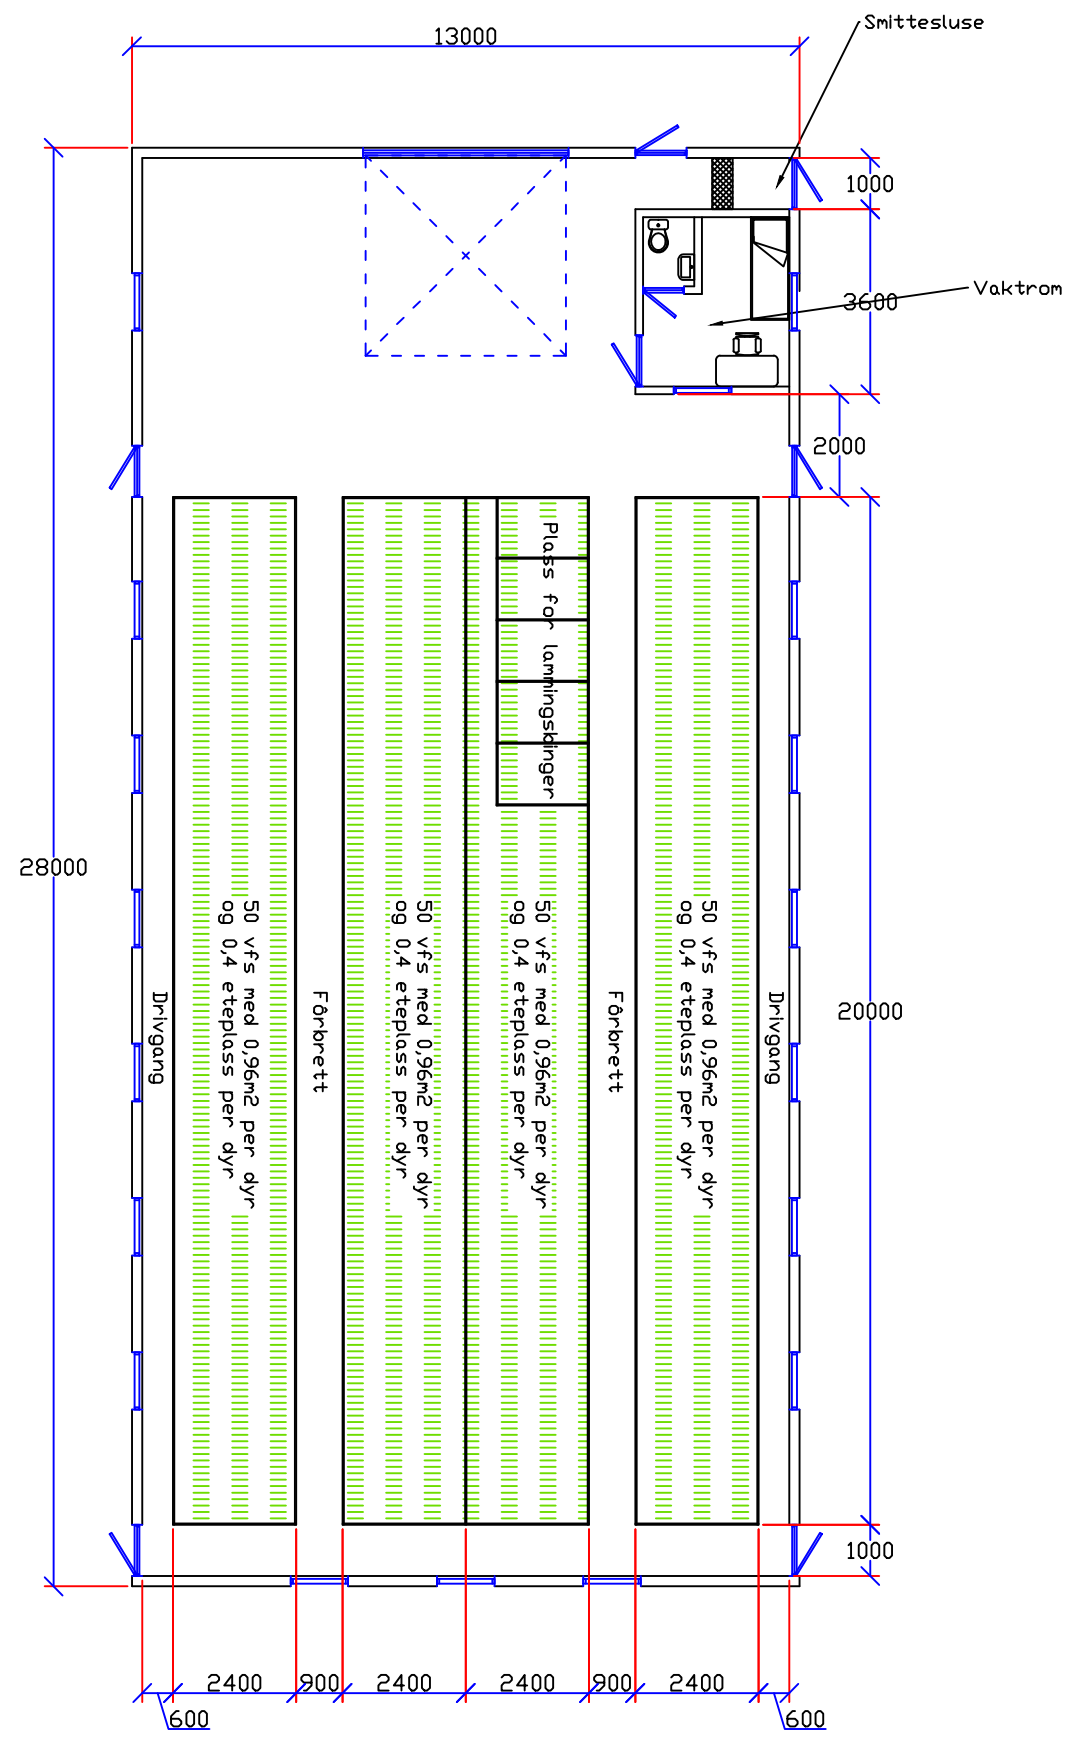 Smittesluse
13000
1000
Vaktrom
3600
2000
Plass for lammingsbinger
28000
50 vfs med 0,96m2 per dyr
og 0,4 eteplass per dyr
50 vfs med 0,96m2 per dyr
og 0,4 eteplass per dyr
50 vfs med 0,96m2 per dyr
og 0,4 eteplass per dyr
50 vfs med 0,96m2 per dyr
og 0,4 eteplass per dyr
Drivgang
Fôrbrett
Fôrbrett
Drivgang
20000
1000
2400
900
2400
2400
900
2400
600
600